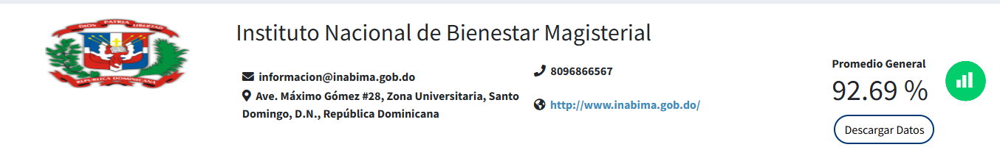 DIOS PATRIA LIBERTAD
REPUBLICA DOMINICANA
Instituto Nacional de Bienestar Magisterial
informacion@inabima.gob.do
Ave. Máximo Gómez #28, Zona Universitaria, Santo
Domingo, D.N., República Dominicana
8096866567
http://www.inabima.gob.do/
Promedio General
92.69 %
Descargar Datos